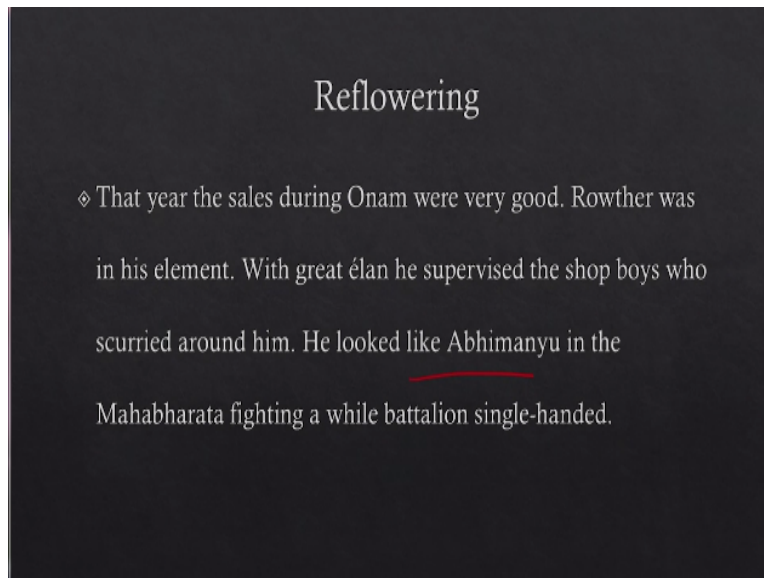 Reflowering
That year the sales during Onam were very good. Rowther was
in his element. With great élan he supervised the shop boys who
scurried around him. He looked like Abhimanyu in the
Mahabharata fighting a while battalion single-handed.